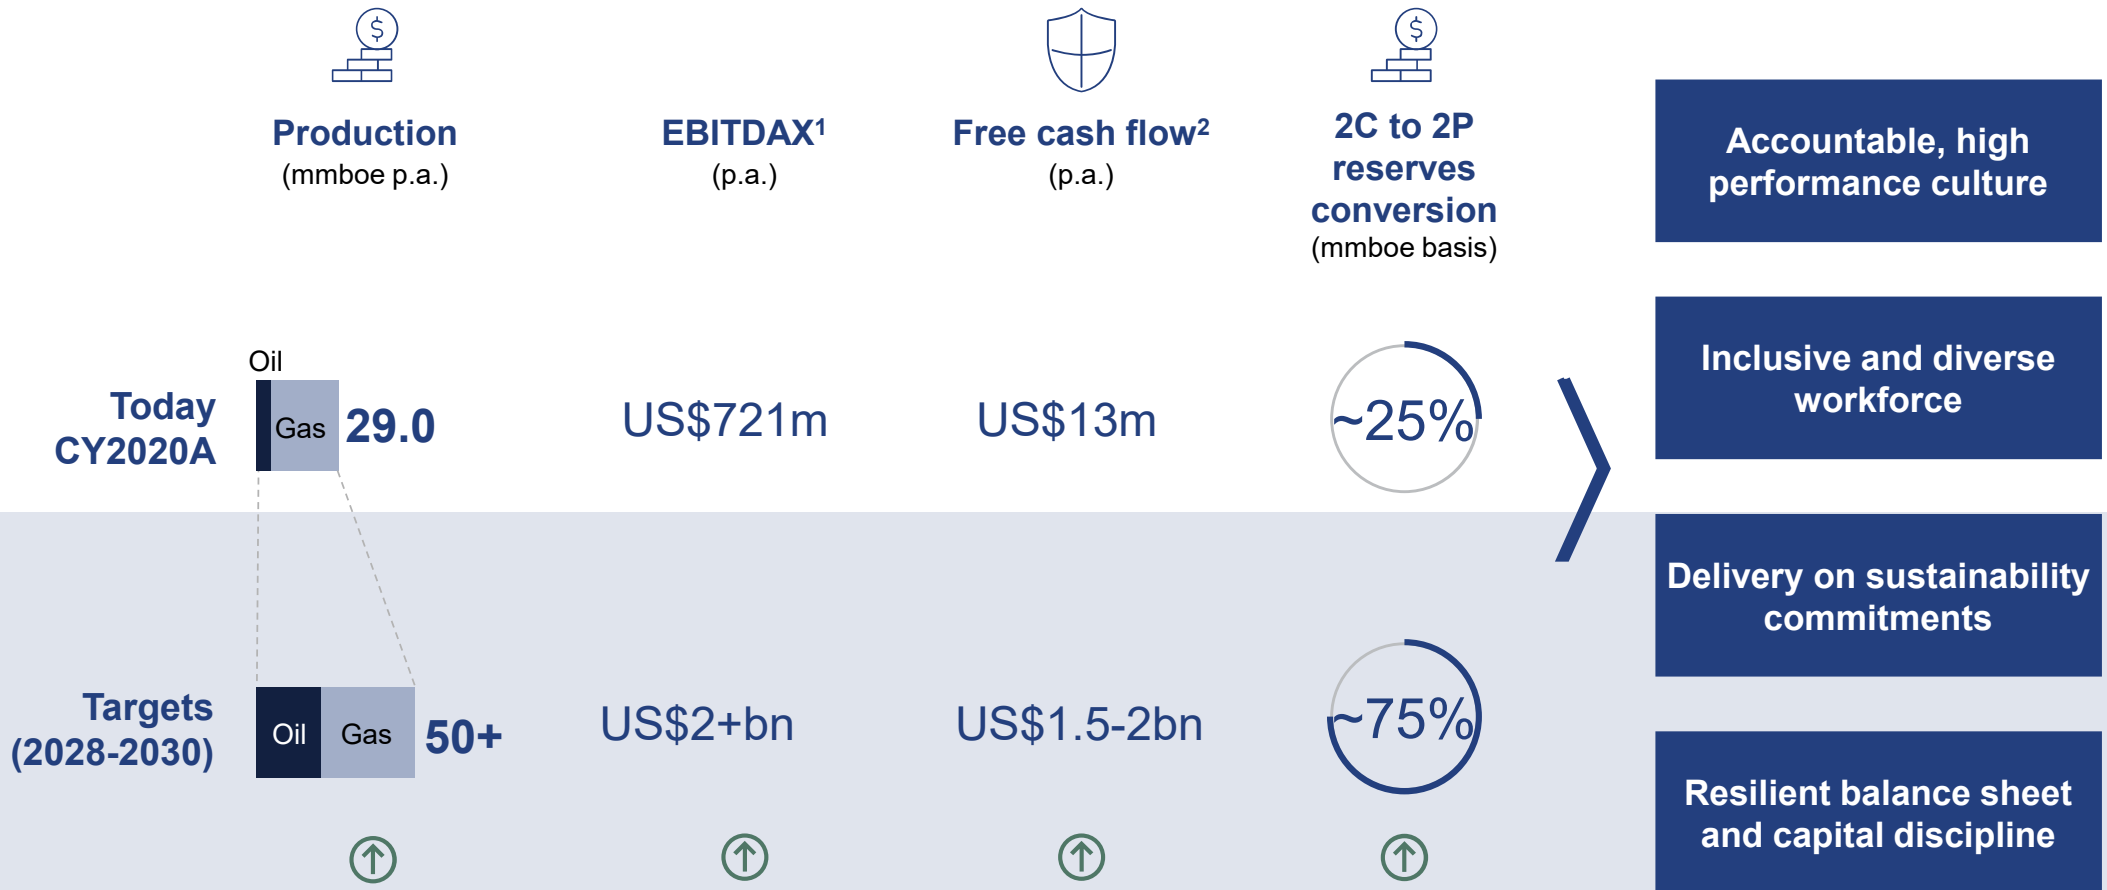 Production
(mmboe p.a.)
EBITDAX¹
(p.a.)
Free cash flow²
(p.a.)
2C to 2P
reserves
conversion
(mmboe basis)
Today
CY2020A
Oil
Gas
29.0
US$721m
US$13m
~25%
Targets
(2028-2030)
Oil
Gas
50+
US$2+bn
US$1.5-2bn
~75%
Accountable, high
performance culture
Inclusive and diverse
workforce
Delivery on sustainability
commitments
Resilient balance sheet
and capital discipline